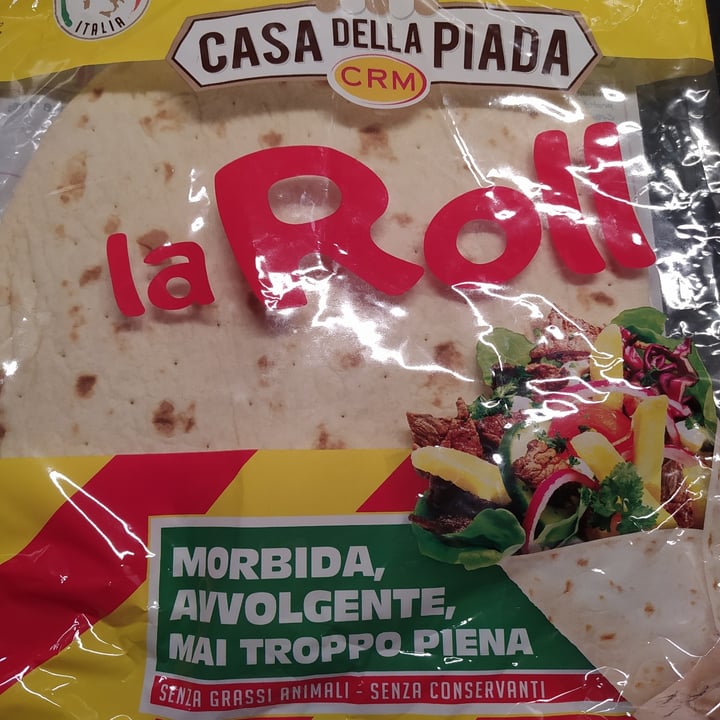 ITALIA
CASA DELLA PIADA
CRM
la Roll
MORBIDA,
AVVOLGENTE,
MAI TROPPO PIENA
SENZA GRASSI ANIMALI - SENZA CONSERVANTI